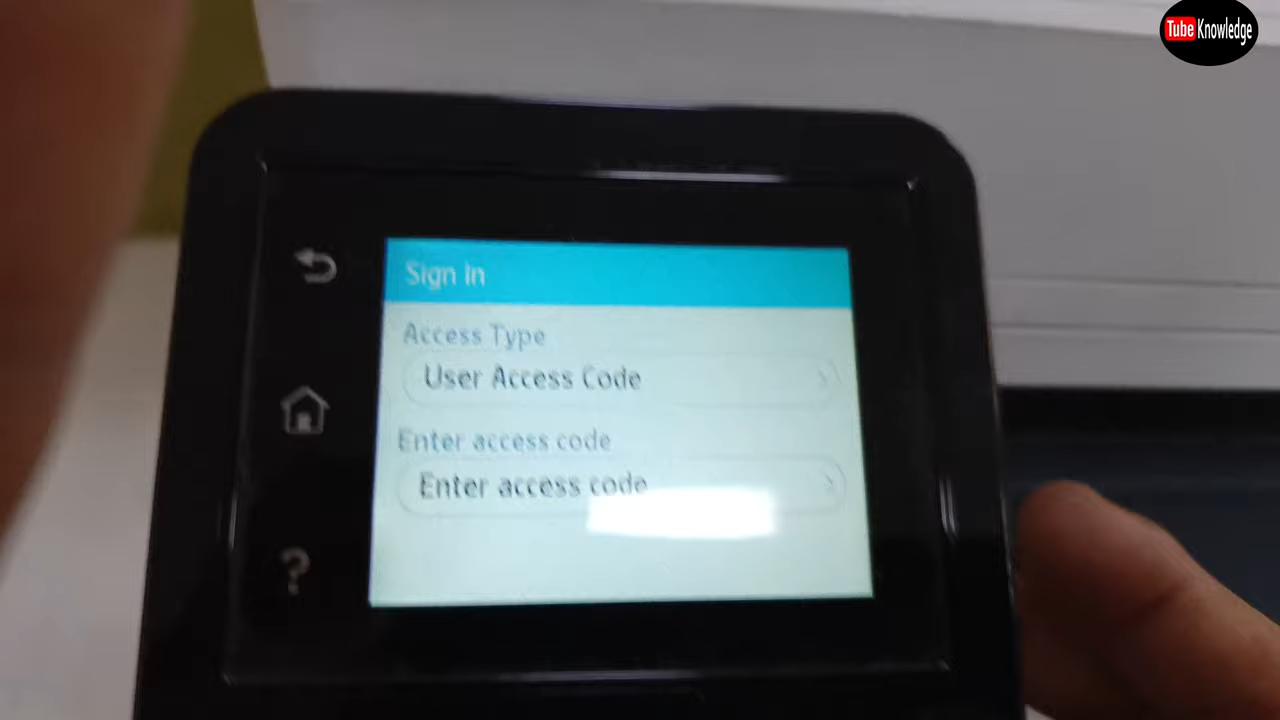 Tube Knowledge
Sign In
Access Type
User Access Code
Enter access code
Enter access code
?